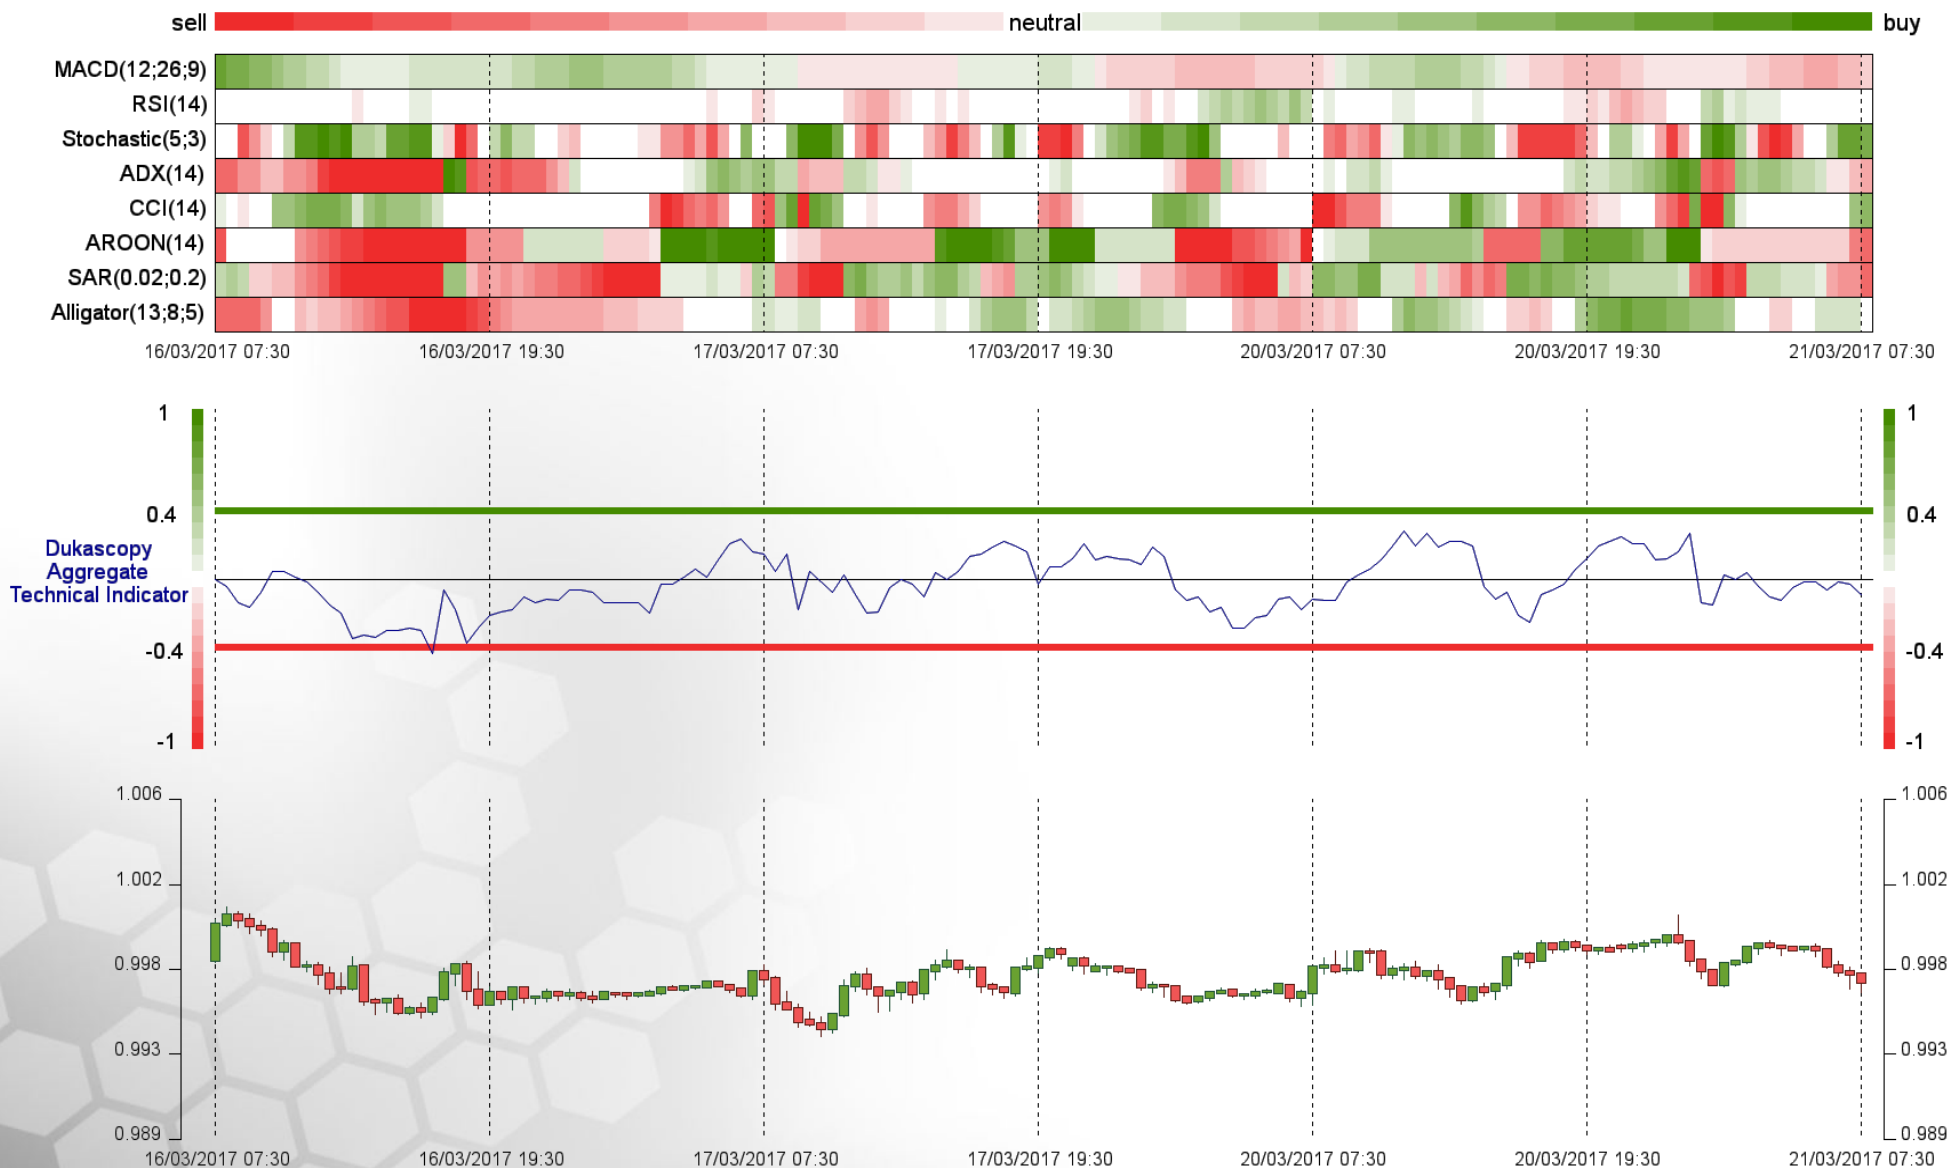 sell neutral buy
MACD(12;26;9)
RSI(14)
Stochastic(5;3)
ADX(14)
CCI(14)
AROON(14)
SAR(0.02;0.2)
Alligator(13;8;5)
16/03/2017 07:30 16/03/2017 19:30 17/03/2017 07:30 17/03/2017 19:30 20/03/2017 07:30 20/03/2017 19:30 21/03/2017 07:30
1 1
0.4 0.4
Dukascopy
Aggregate
Technical Indicator
-0.4 -0.4
-1 -1
1.006 1.006
1.002 1.002
0.998 0.998
0.993 0.993
0.989 0.989
16/03/2017 07:30 16/03/2017 19:30 17/03/2017 07:30 17/03/2017 19:30 20/03/2017 07:30 20/03/2017 19:30 21/03/2017 07:30